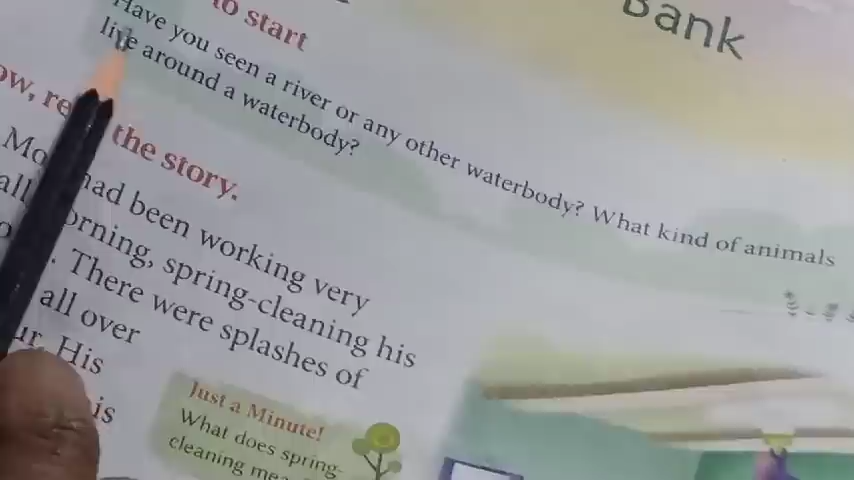 Bank
to start
Have you seen a river or any other waterbody? What kind of animals
live around a waterbody?
the story.
had been working very
morning, spring-cleaning his
. There were splashes of
all over
His
is
Just a Minute!
What does spring-
cleaning